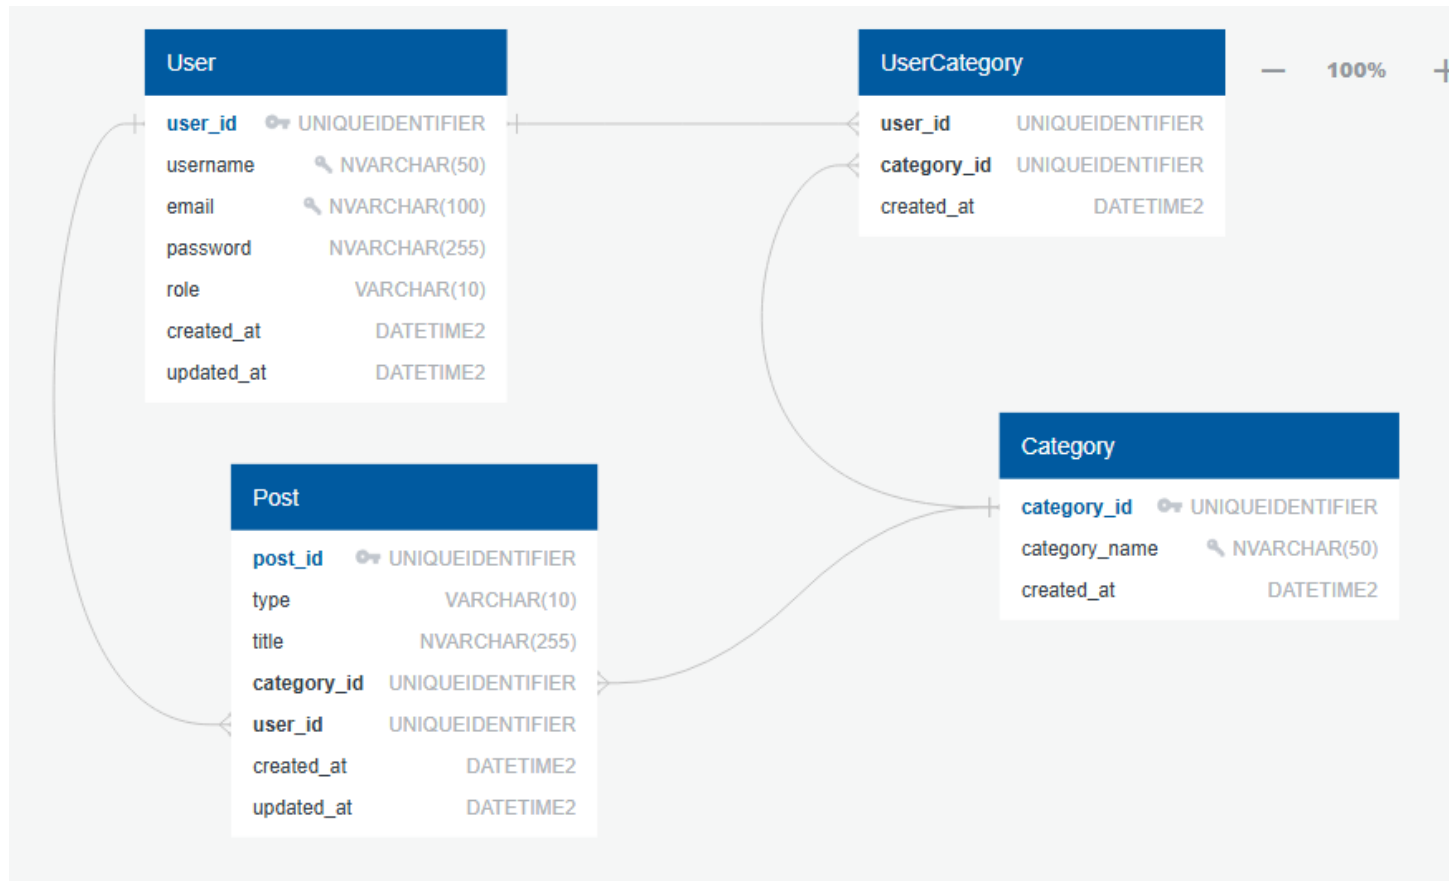 User
user_id UNIQUEIDENTIFIER
username NVARCHAR(50)
email NVARCHAR(100)
password NVARCHAR(255)
role VARCHAR(10)
created_at DATETIME2
updated_at DATETIME2
UserCategory
user_id UNIQUEIDENTIFIER
category_id UNIQUEIDENTIFIER
created_at DATETIME2
— 100% +
Post
post_id UNIQUEIDENTIFIER
type VARCHAR(10)
title NVARCHAR(255)
category_id UNIQUEIDENTIFIER
user_id UNIQUEIDENTIFIER
created_at DATETIME2
updated_at DATETIME2
Category
category_id UNIQUEIDENTIFIER
category_name NVARCHAR(50)
created_at DATETIME2